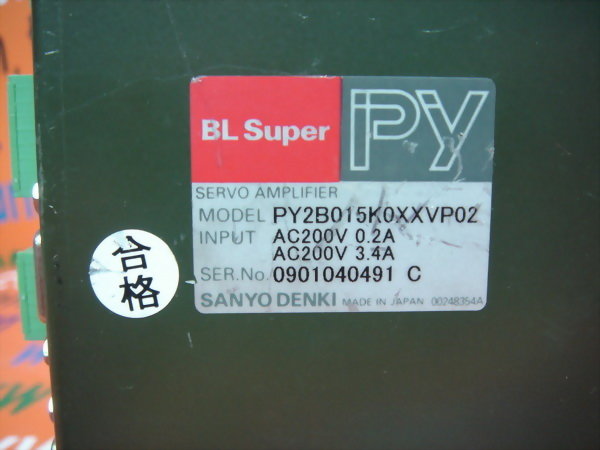 BL Super
PY
SERVO AMPLIFIER
MODEL PY2B015K0XXVP02
INPUT AC200V 0.2A
AC200V 3.4A
SER.No. 0901040491 C
SANYO DENKI MADE IN JAPAN 00248354A
合格